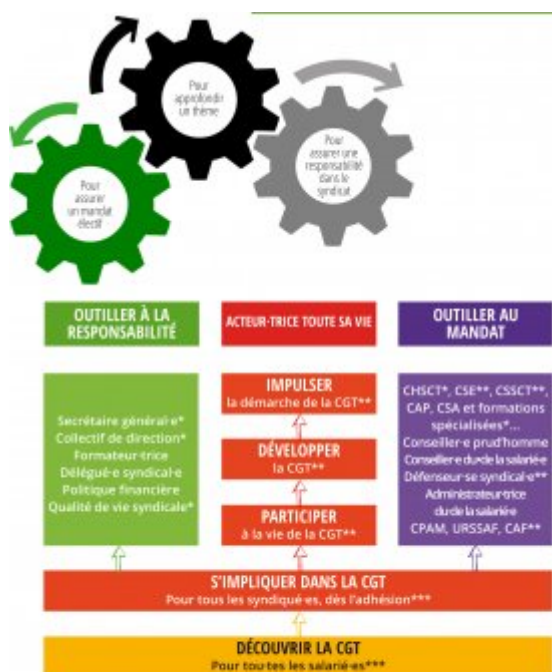 Pour
approfondir
un thème
Pour
assurer une
responsabilité
dans le
syndicat
Pour
assurer
un mandat
électif
OUTILLER À LA
RESPONSABILITÉ
ACTEUR·TRICE TOUTE SA VIE
OUTILLER AU
MANDAT
Secrétaire général·e*
Collectif de direction*
Formateur·trice
Délégué·e syndical·e
Politique financière
Qualité de vie syndicale*
IMPULSER
la démarche de la CGT**
DÉVELOPPER
la CGT**
PARTICIPER
à la vie de la CGT**
CHSCT*, CSE**, CSSCT**,
CAP, CSA et formations
spécialisées*...
Conseiller·e prud'homme
Conseiller·e du·de la salarié·e
Défenseur·se syndical·e**
Administrateur·trice
du·de la salarié·e
CPAM, URSSAF, CAF**
S'IMPLIQUER DANS LA CGT
Pour tous les syndiqué·es, dès l'adhésion***
DÉCOUVRIR LA CGT
Pour tou·tes les salarié·es***